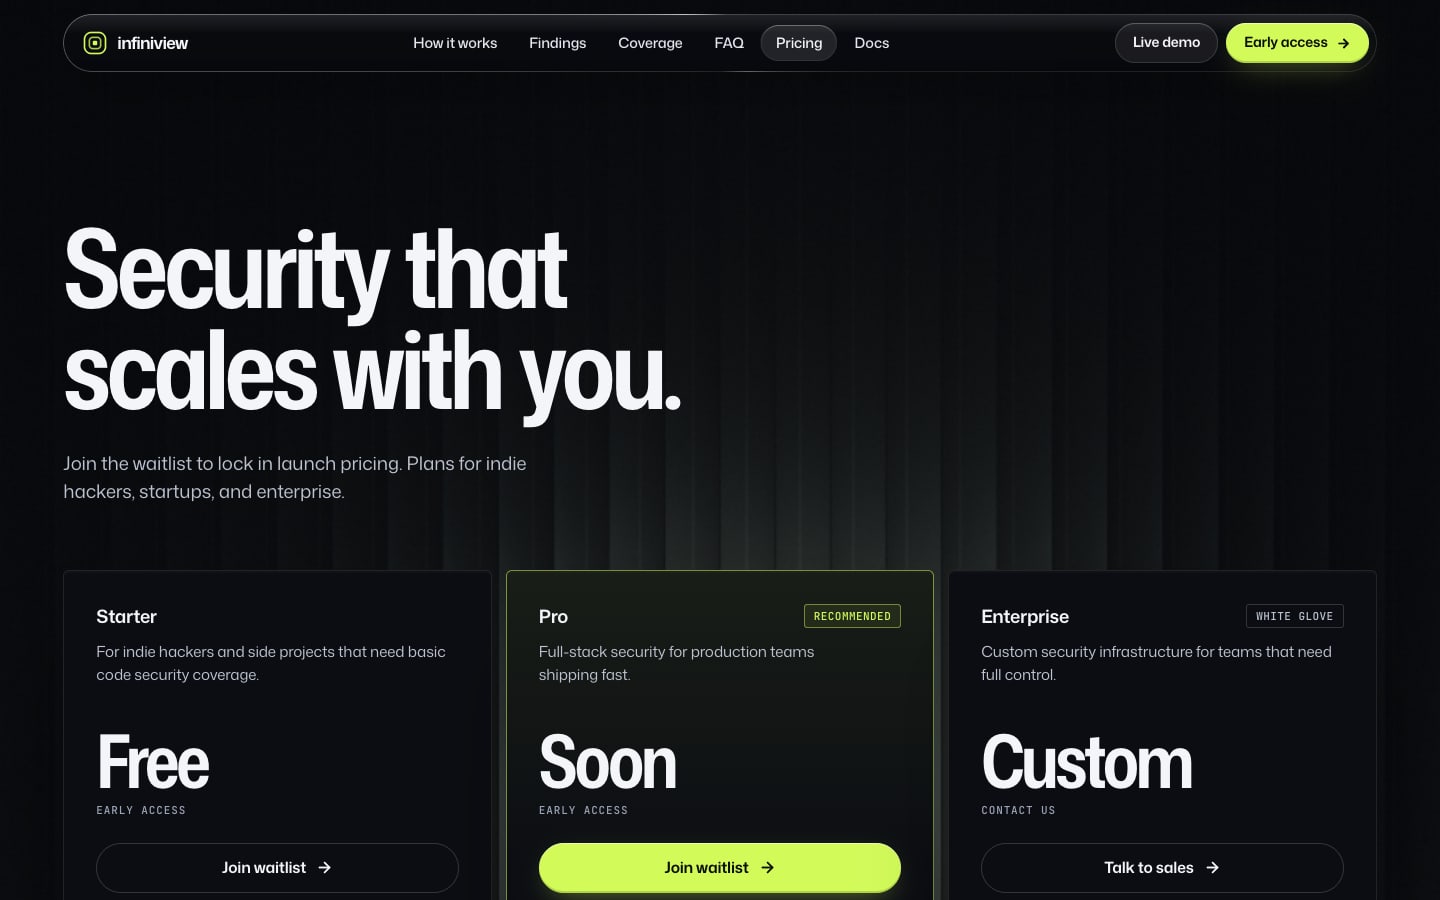 infiniview
How it works
Findings
Coverage
FAQ
Pricing
Docs
Live demo
Early access
Security that
scales with you.
Join the waitlist to lock in launch pricing. Plans for indie
hackers, startups, and enterprise.
Starter
For indie hackers and side projects that need basic
code security coverage.
Free
EARLY ACCESS
Join waitlist
Pro
RECOMMENDED
Full-stack security for production teams
shipping fast.
Soon
EARLY ACCESS
Join waitlist
Enterprise
WHITE GLOVE
Custom security infrastructure for teams that need
full control.
Custom
CONTACT US
Talk to sales